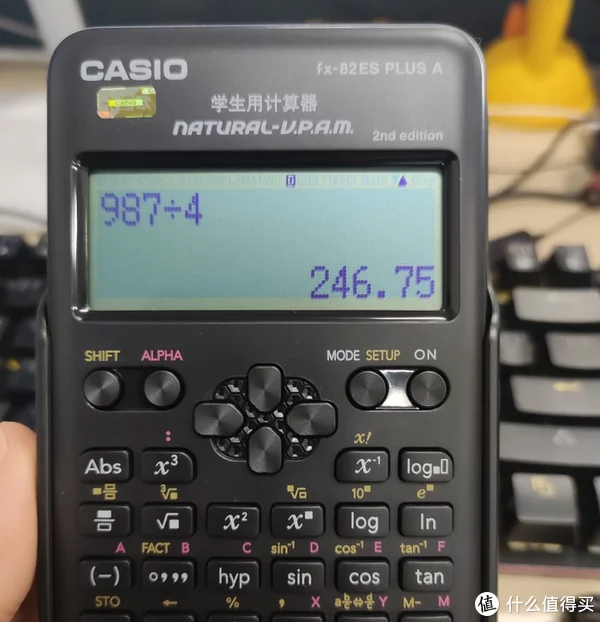 CASIO
fx-82ES PLUS A
CASIO
学生用计算器
NATURAL-V.P.A.M.
2nd edition
D ▲
987÷4
246.75
SHIFT ALPHA MODE SETUP ON
: x!
Abs x³ x⁻¹ log▪▯
▪▪/▪ ³√▪ ▪√▯ 10▪ e▪
▪/▯ √▪ x² x▪ log ln
A FACT B C sin⁻¹ D cos⁻¹ E tan⁻¹ F
(−) °,,, hyp sin cos tan
STO ← % , X a b/c⇔d/c Y M− M
值 什么值得买